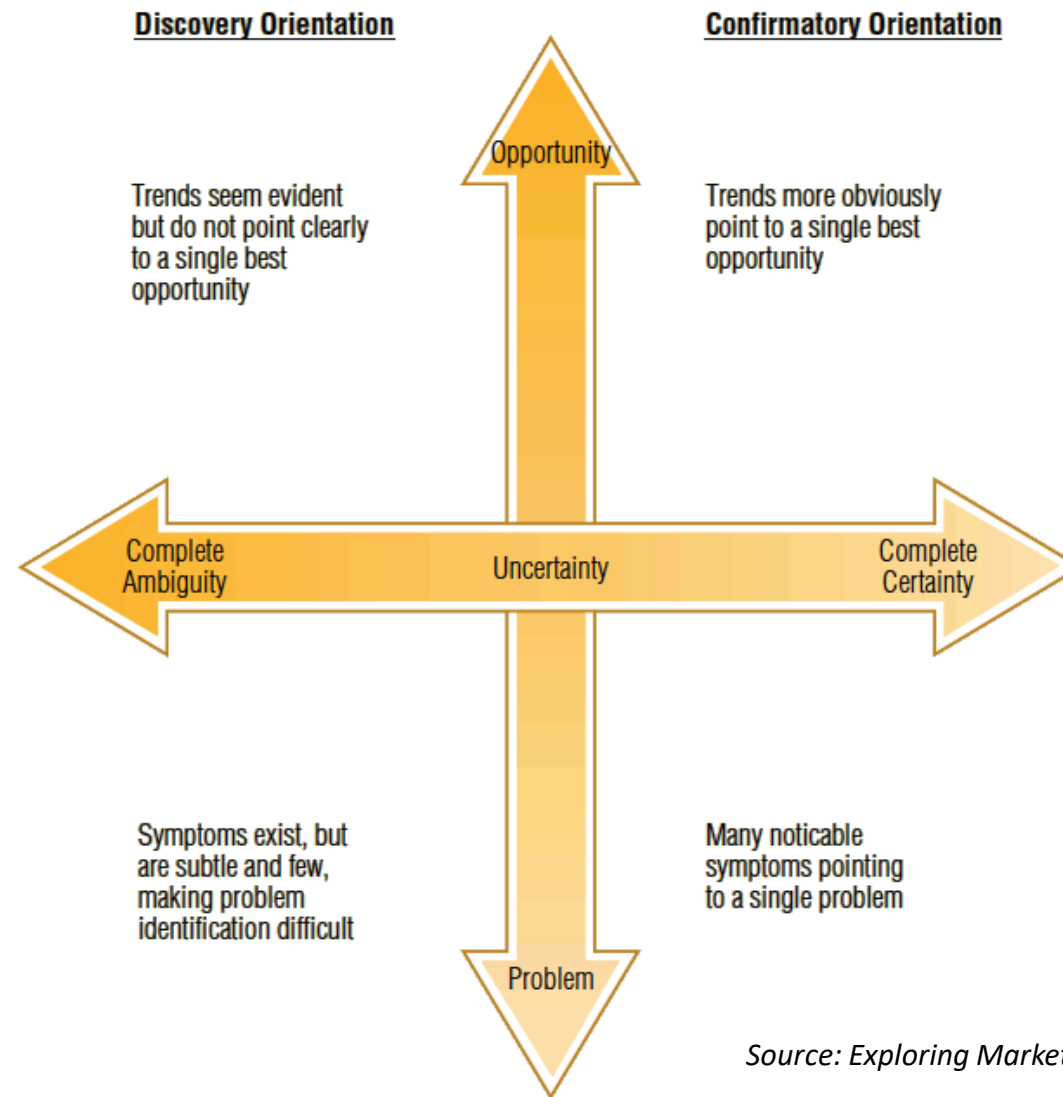 Discovery Orientation
Confirmatory Orientation
Opportunity
Trends seem evident
but do not point clearly
to a single best
opportunity
Trends more obviously
point to a single best
opportunity
Complete
Ambiguity
Uncertainty
Complete
Certainty
Symptoms exist, but
are subtle and few,
making problem
identification difficult
Many noticable
symptoms pointing
to a single problem
Problem
Source: Exploring Market